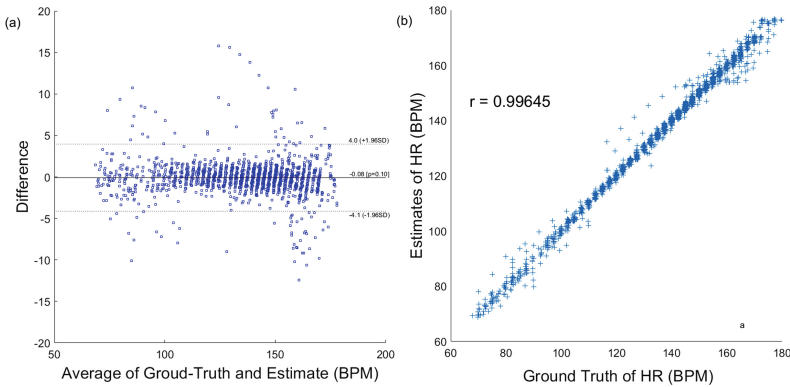 (a)
20
15
10
5
0
-5
-10
-15
-20
Difference
4.0 (+1.96SD)
-0.08 [p=0.10]
-4.1 (-1.96SD)
50
100
150
200
Average of Groud-Truth and Estimate (BPM)
(b)
180
160
140
120
100
80
60
Estimates of HR (BPM)
r = 0.99645
a
60
80
100
120
140
160
180
Ground Truth of HR (BPM)